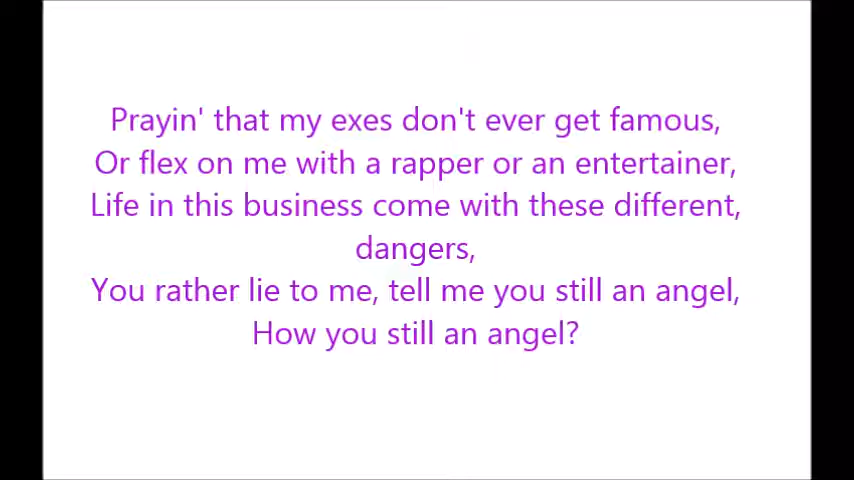 Prayin' that my exes don't ever get famous,
Or flex on me with a rapper or an entertainer,
Life in this business come with these different,
dangers,
You rather lie to me, tell me you still an angel,
How you still an angel?